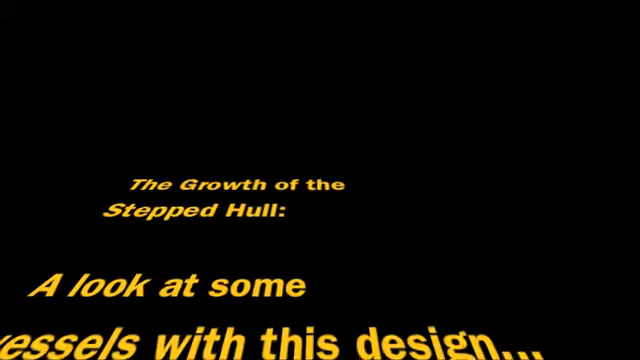 The Growth of the
Stepped Hull:
A look at some
vessels with this design...